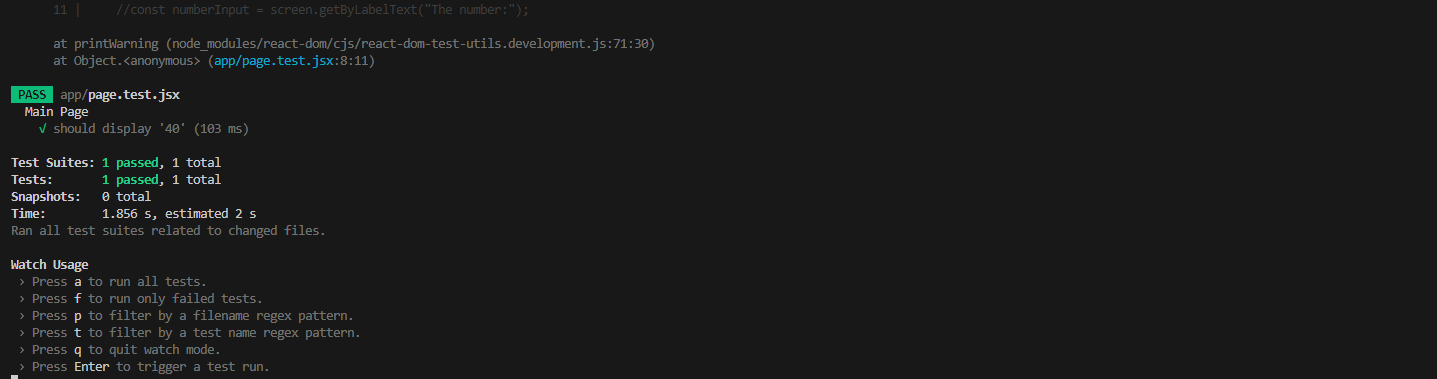 11 |     //const numberInput = screen.getByLabelText("The number:");
at printWarning (node_modules/react-dom/cjs/react-dom-test-utils.development.js:71:30)
at Object.<anonymous> (app/page.test.jsx:8:11)
PASS app/page.test.jsx
Main Page
√ should display '40' (103 ms)
Test Suites: 1 passed, 1 total
Tests:       1 passed, 1 total
Snapshots:   0 total
Time:        1.856 s, estimated 2 s
Ran all test suites related to changed files.
Watch Usage
› Press a to run all tests.
› Press f to run only failed tests.
› Press p to filter by a filename regex pattern.
› Press t to filter by a test name regex pattern.
› Press q to quit watch mode.
› Press Enter to trigger a test run.